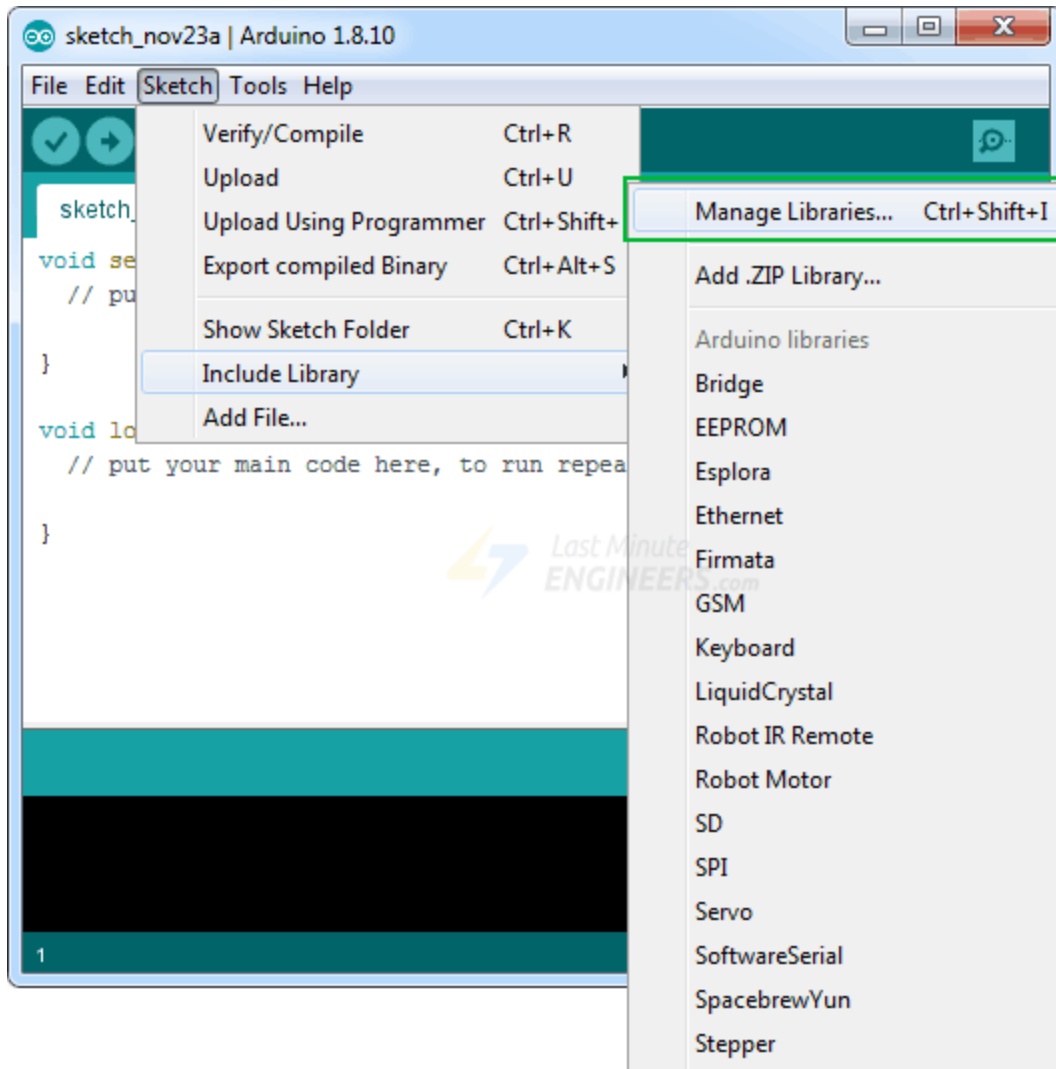 sketch_nov23a | Arduino 1.8.10
File Edit Sketch Tools Help
Verify/Compile Ctrl+R
Upload Ctrl+U
Upload Using Programmer Ctrl+Shift+
Export compiled Binary Ctrl+Alt+S
Show Sketch Folder Ctrl+K
Include Library
Add File...
Manage Libraries... Ctrl+Shift+I
Add .ZIP Library...
Arduino libraries
Bridge
EEPROM
Esplora
Ethernet
Firmata
GSM
Keyboard
LiquidCrystal
Robot IR Remote
Robot Motor
SD
SPI
Servo
SoftwareSerial
SpacebrewYun
Stepper
sketch_
void se
// pu
}
void lo
// put your main code here, to run repea
}
Last Minute
ENGINEERS.com
1